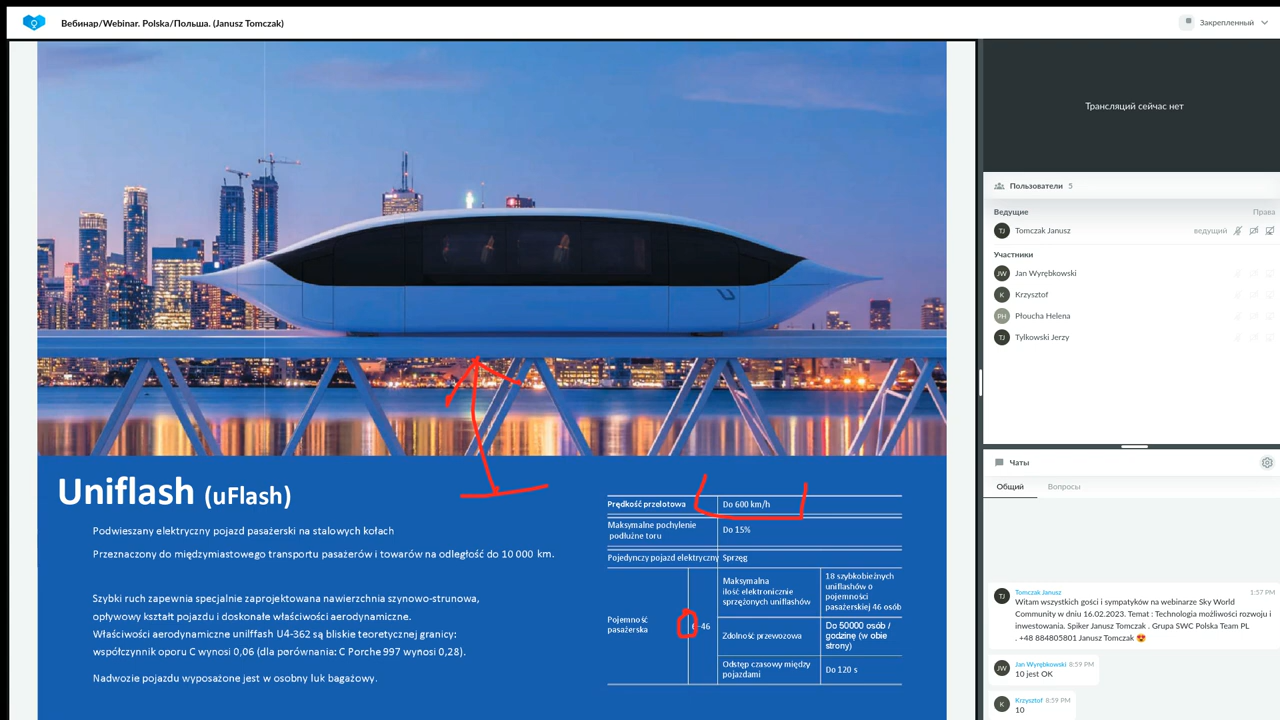 Вебинар/Webinar. Polska/Польша. (Janusz Tomczak)
Закрепленный
Uniflash (uFlash)
Podwieszany elektryczny pojazd pasażerski na stalowych kołach
Przeznaczony do międzymiastowego transportu pasażerów i towarów na odległość do 10 000 km.
Szybki ruch zapewnia specjalnie zaprojektowana nawierzchnia szynowo-strunowa,
opływowy kształt pojazdu i doskonałe właściwości aerodynamiczne.
Właściwości aerodynamiczne unilffash U4-362 są bliskie teoretycznej granicy:
współczynnik oporu C wynosi 0,06 (dla porównania: C Porche 997 wynosi 0,28).
Nadwozie pojazdu wyposażone jest w osobny luk bagażowy.
Prędkość przelotowa Do 600 km/h
Maksymalne pochylenie
podłużne toru
Do 15%
Pojedynczy pojazd elektryczny Sprzęg
Pojemność
pasażerska
-46
Maksymalna
ilość elektronicznie
sprzężonych uniflashów
18 szybkobieżnych
uniflashów o
pojemności
pasażerskiej 46 osób
Zdolność przewozowa
Do 50000 osób /
godzinę (w obie
strony)
Odstęp czasowy między
pojazdami
Do 120 s
Трансляций сейчас нет
Пользователи 5
Ведущие Права
TJ Tomczak Janusz ведущий
Участники
JW Jan Wyrębkowski
K Krzysztof
PH Płoucha Helena
TJ Tylkowski Jerzy
Чаты
Общий Вопросы
TJ Tomczak Janusz 1:57 PM
Witam wszystkich gości i sympatyków na webinarze Sky World
Community w dniu 16.02.2023. Temat : Technologia możliwości rozwoju i
inwestowania. Spiker Janusz Tomczak . Grupa SWC Polska Team PL
. +48 884805801 Janusz Tomczak 😍
JW Jan Wyrębkowski 8:59 PM
10 jest OK
K Krzysztof 8:59 PM
10